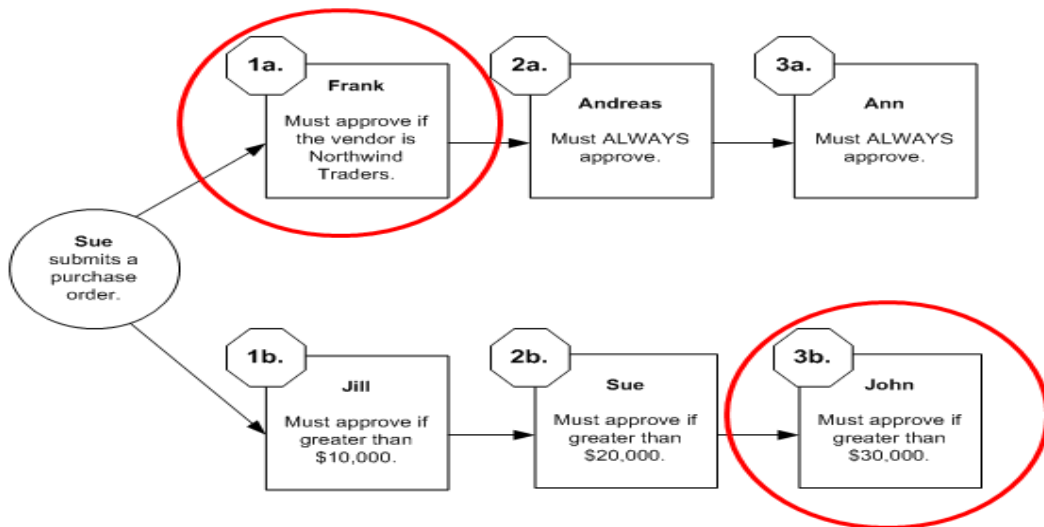 1a.
Frank
Must approve if
the vendor is
Northwind
Traders.
2a.
Andreas
Must ALWAYS
approve.
3a.
Ann
Must ALWAYS
approve.
Sue
submits a
purchase
order.
1b.
Jill
Must approve if
greater than
$10,000.
2b.
Sue
Must approve if
greater than
$20,000.
3b.
John
Must approve if
greater than
$30,000.